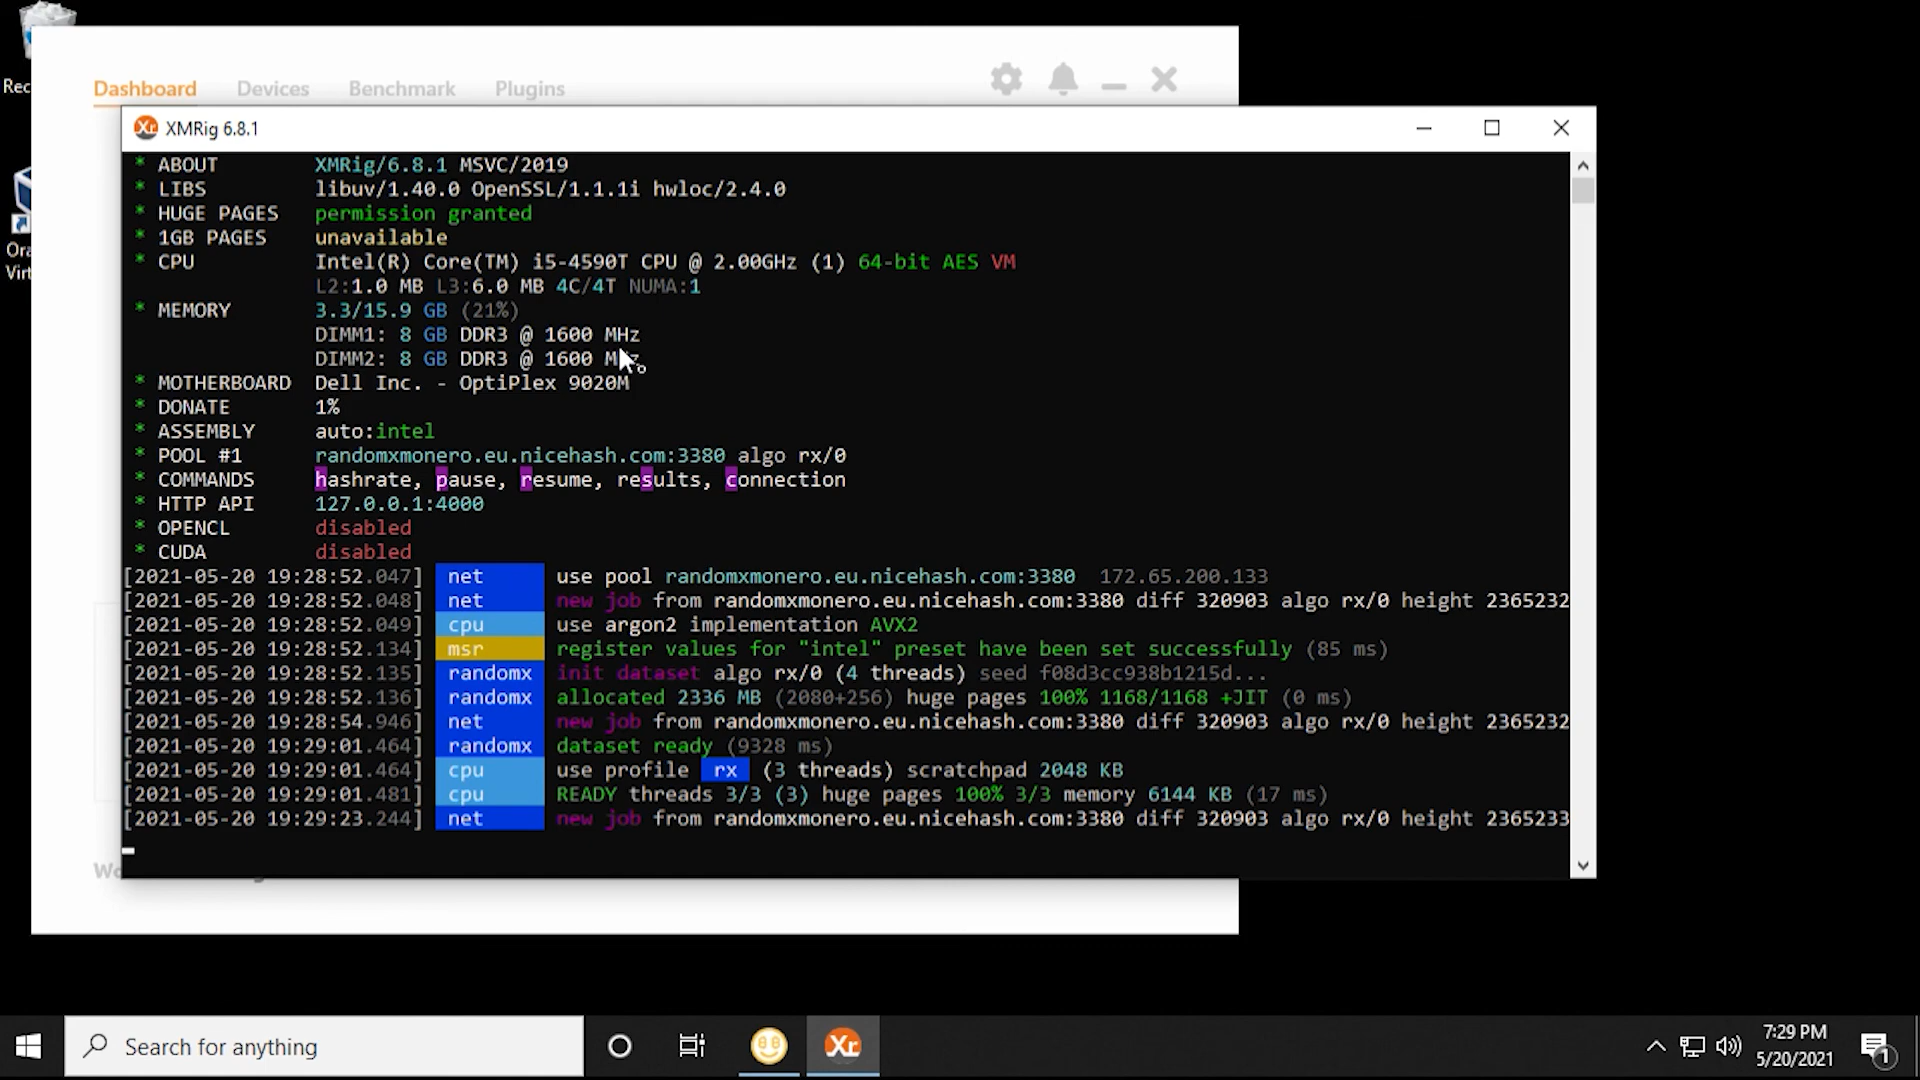 Rec
Dashboard Devices Benchmark Plugins
XMRig 6.8.1
* ABOUT XMRig/6.8.1 MSVC/2019
* LIBS libuv/1.40.0 OpenSSL/1.1.1i hwloc/2.4.0
* HUGE PAGES permission granted
* 1GB PAGES unavailable
* CPU Intel(R) Core(TM) i5-4590T CPU @ 2.00GHz (1) 64-bit AES VM
L2:1.0 MB L3:6.0 MB 4C/4T NUMA:1
* MEMORY 3.3/15.9 GB (21%)
DIMM1: 8 GB DDR3 @ 1600 MHz
DIMM2: 8 GB DDR3 @ 1600 MHz
* MOTHERBOARD Dell Inc. - OptiPlex 9020M
* DONATE 1%
* ASSEMBLY auto:intel
* POOL #1 randomxmonero.eu.nicehash.com:3380 algo rx/0
* COMMANDS hashrate, pause, resume, results, connection
* HTTP API 127.0.0.1:4000
* OPENCL disabled
* CUDA disabled
[2021-05-20 19:28:52.047] net use pool randomxmonero.eu.nicehash.com:3380 172.65.200.133
[2021-05-20 19:28:52.048] net new job from randomxmonero.eu.nicehash.com:3380 diff 320903 algo rx/0 height 2365232
[2021-05-20 19:28:52.049] cpu use argon2 implementation AVX2
[2021-05-20 19:28:52.134] msr register values for "intel" preset have been set successfully (85 ms)
[2021-05-20 19:28:52.135] randomx init dataset algo rx/0 (4 threads) seed f08d3cc938b1215d...
[2021-05-20 19:28:52.136] randomx allocated 2336 MB (2080+256) huge pages 100% 1168/1168 +JIT (0 ms)
[2021-05-20 19:28:54.946] net new job from randomxmonero.eu.nicehash.com:3380 diff 320903 algo rx/0 height 2365232
[2021-05-20 19:29:01.464] randomx dataset ready (9328 ms)
[2021-05-20 19:29:01.464] cpu use profile rx (3 threads) scratchpad 2048 KB
[2021-05-20 19:29:01.481] cpu READY threads 3/3 (3) huge pages 100% 3/3 memory 6144 KB (17 ms)
[2021-05-20 19:29:23.244] net new job from randomxmonero.eu.nicehash.com:3380 diff 320903 algo rx/0 height 2365233
Ora
Virt
Search for anything
Xr
7:29 PM
5/20/2021
1